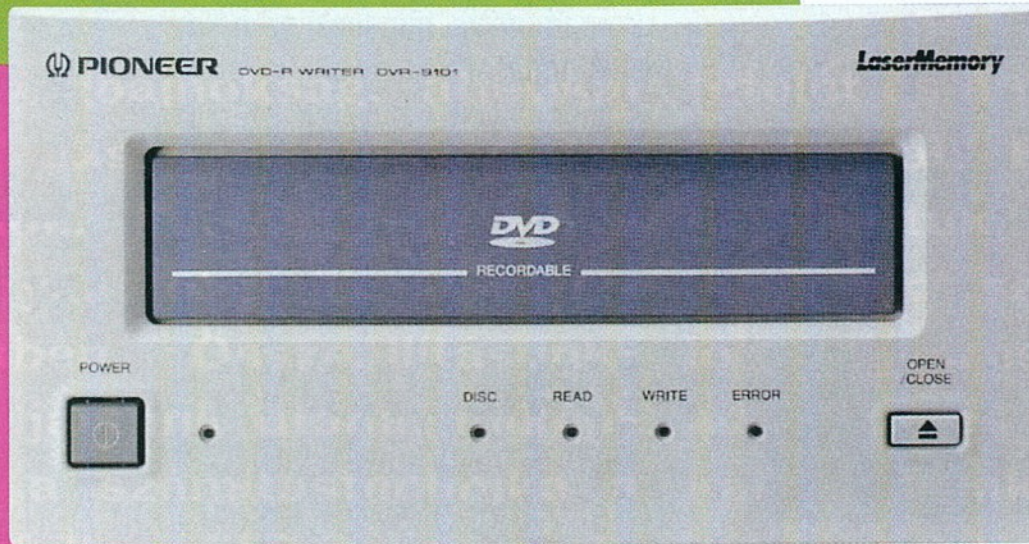 PIONEER DVD-R WRITER DVR-S101 LaserMemory
DVD
RECORDABLE
POWER
DISC READ WRITE ERROR
OPEN
/CLOSE